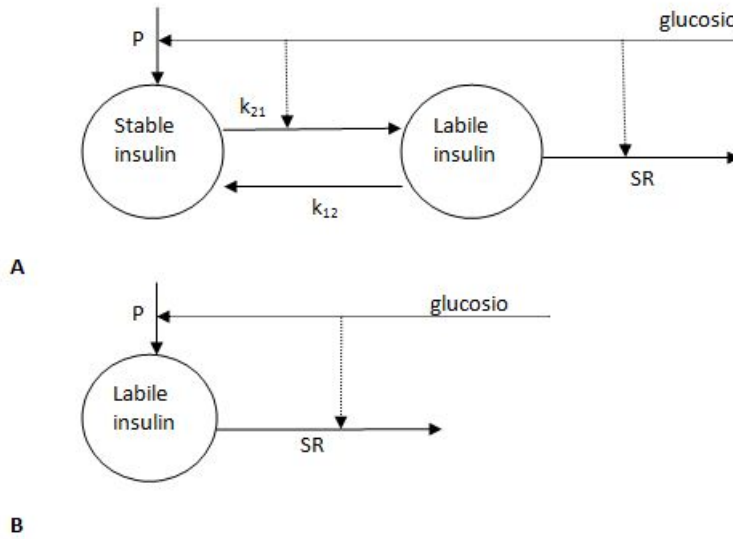 glucosio
P
k21
Stable
insulin
Labile
insulin
SR
k12
A
glucosio
P
Labile
insulin
SR
B